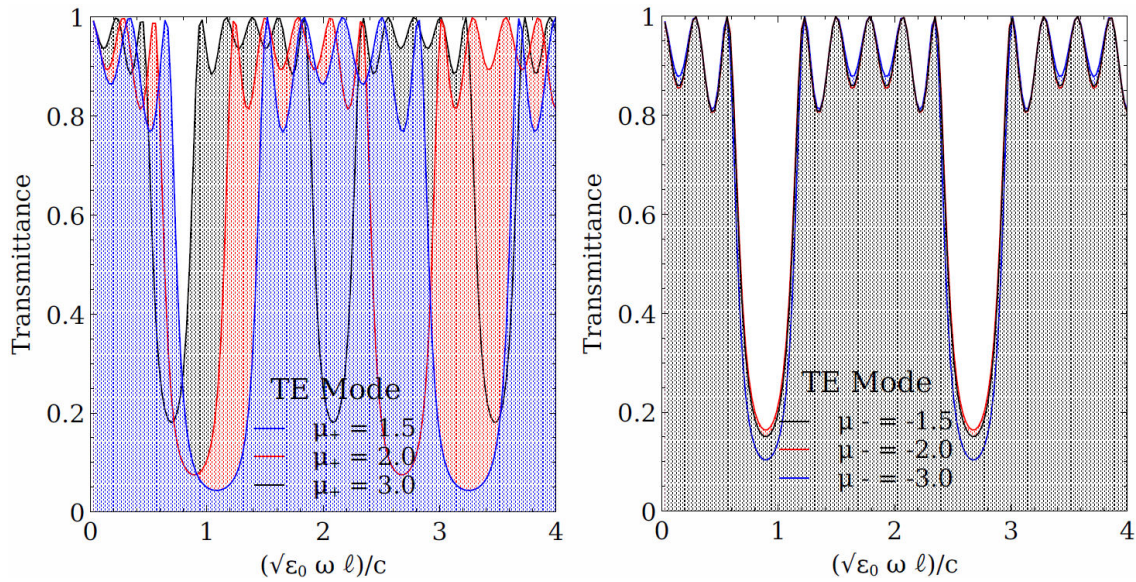 Transmittance
1
0.8
0.6
0.4
0.2
0
0 1 2 3 4
TE Mode
μ₊ = 1.5
μ₊ = 2.0
μ₊ = 3.0
(√ε₀ ω ℓ)/c
Transmittance
1
0.8
0.6
0.4
0.2
0
0 1 2 3 4
TE Mode
μ - = -1.5
μ - = -2.0
μ - = -3.0
(√ε₀ ω ℓ)/c